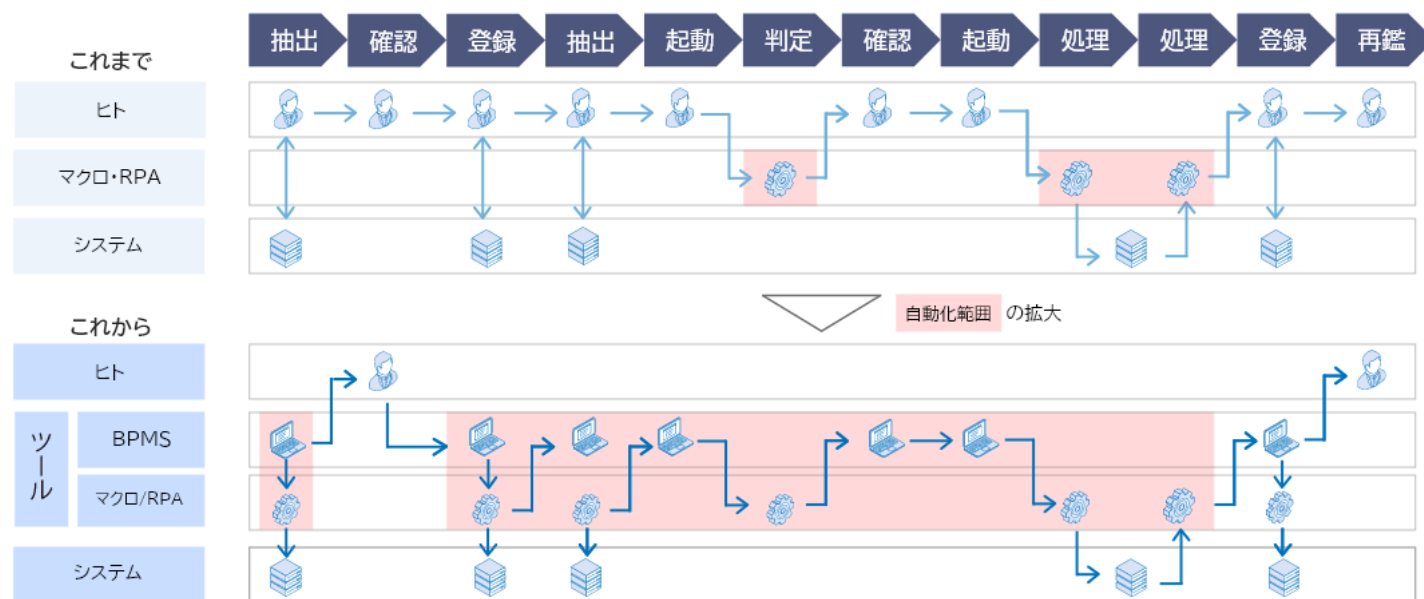 抽出 確認 登録 抽出 起動 判定 確認 起動 処理 処理 登録 再鑑
これまで
ヒト
マクロ・RPA
システム
自動化範囲 の拡大
これから
ヒト
ツール
BPMS
マクロ/RPA
システム